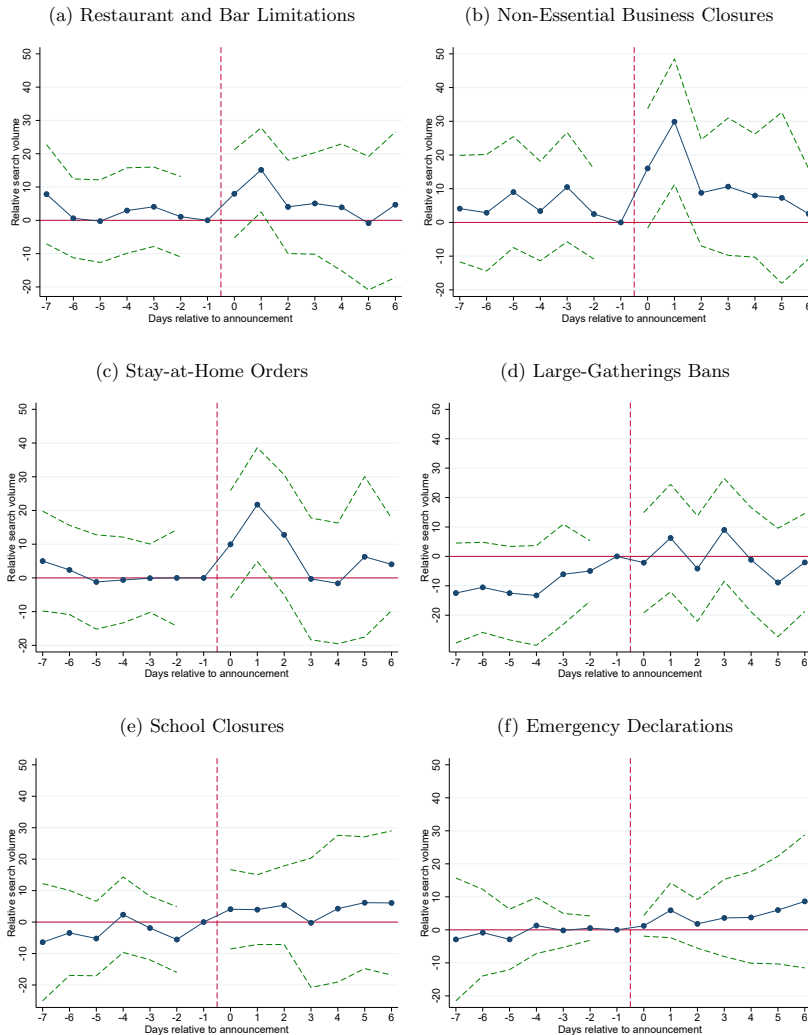 (a) Restaurant and Bar Limitations
Relative search volume
50
40
30
20
10
0
-10
-20
-7 -6 -5 -4 -3 -2 -1 0 1 2 3 4 5 6
Days relative to announcement
(b) Non-Essential Business Closures
Relative search volume
50
40
30
20
10
0
-10
-20
-7 -6 -5 -4 -3 -2 -1 0 1 2 3 4 5 6
Days relative to announcement
(c) Stay-at-Home Orders
Relative search volume
50
40
30
20
10
0
-10
-20
-7 -6 -5 -4 -3 -2 -1 0 1 2 3 4 5 6
Days relative to announcement
(d) Large-Gatherings Bans
Relative search volume
50
40
30
20
10
0
-10
-20
-7 -6 -5 -4 -3 -2 -1 0 1 2 3 4 5 6
Days relative to announcement
(e) School Closures
Relative search volume
50
40
30
20
10
0
-10
-20
-7 -6 -5 -4 -3 -2 -1 0 1 2 3 4 5 6
Days relative to announcement
(f) Emergency Declarations
Relative search volume
50
40
30
20
10
0
-10
-20
-7 -6 -5 -4 -3 -2 -1 0 1 2 3 4 5 6
Days relative to announcement